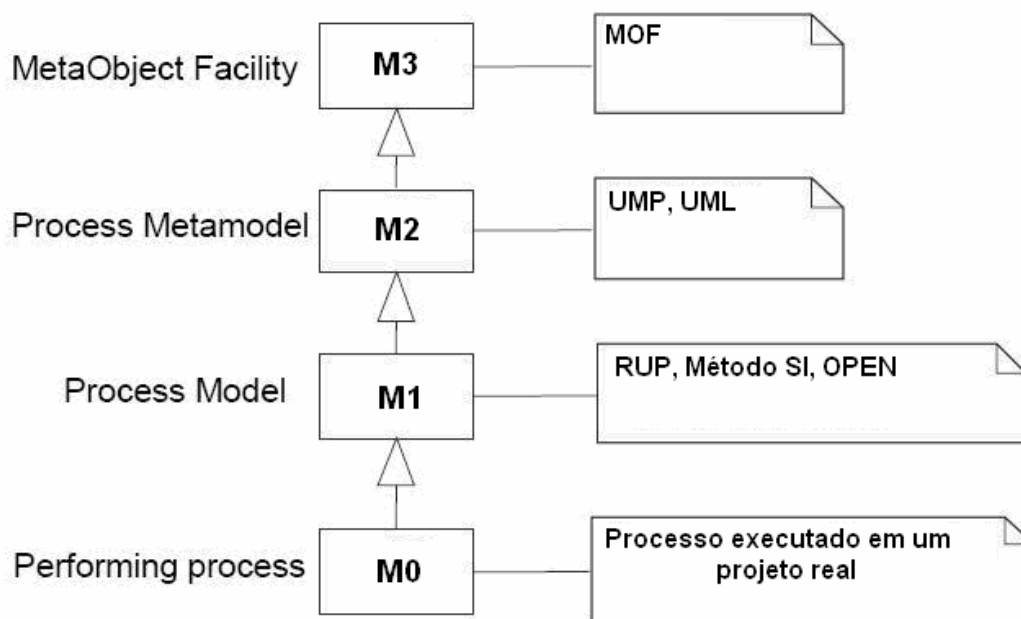 MetaObject Facility
M3
MOF
Process Metamodel
M2
UMP, UML
Process Model
M1
RUP, Método SI, OPEN
Performing process
M0
Processo executado em um
projeto real